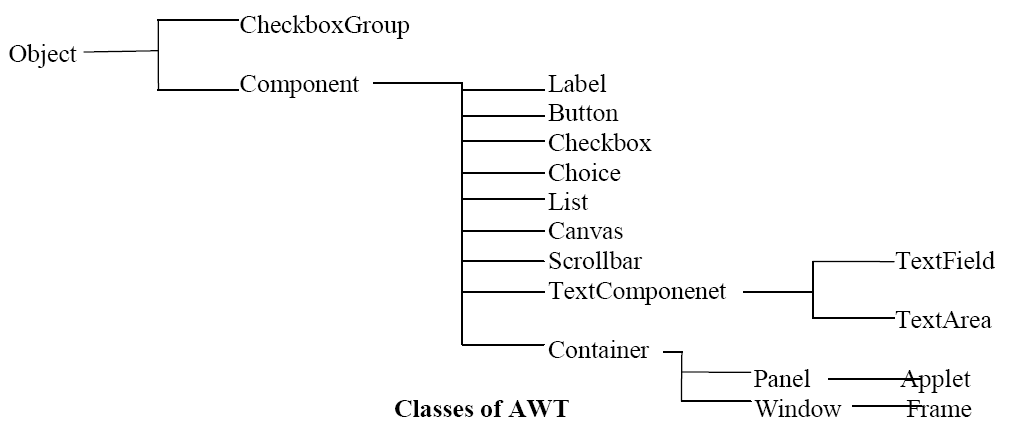 CheckboxGroup
Object
Component
Label
Button
Checkbox
Choice
List
Canvas
Scrollbar
TextField
TextComponenet
TextArea
Container
Panel Applet
Classes of AWT
Window Frame